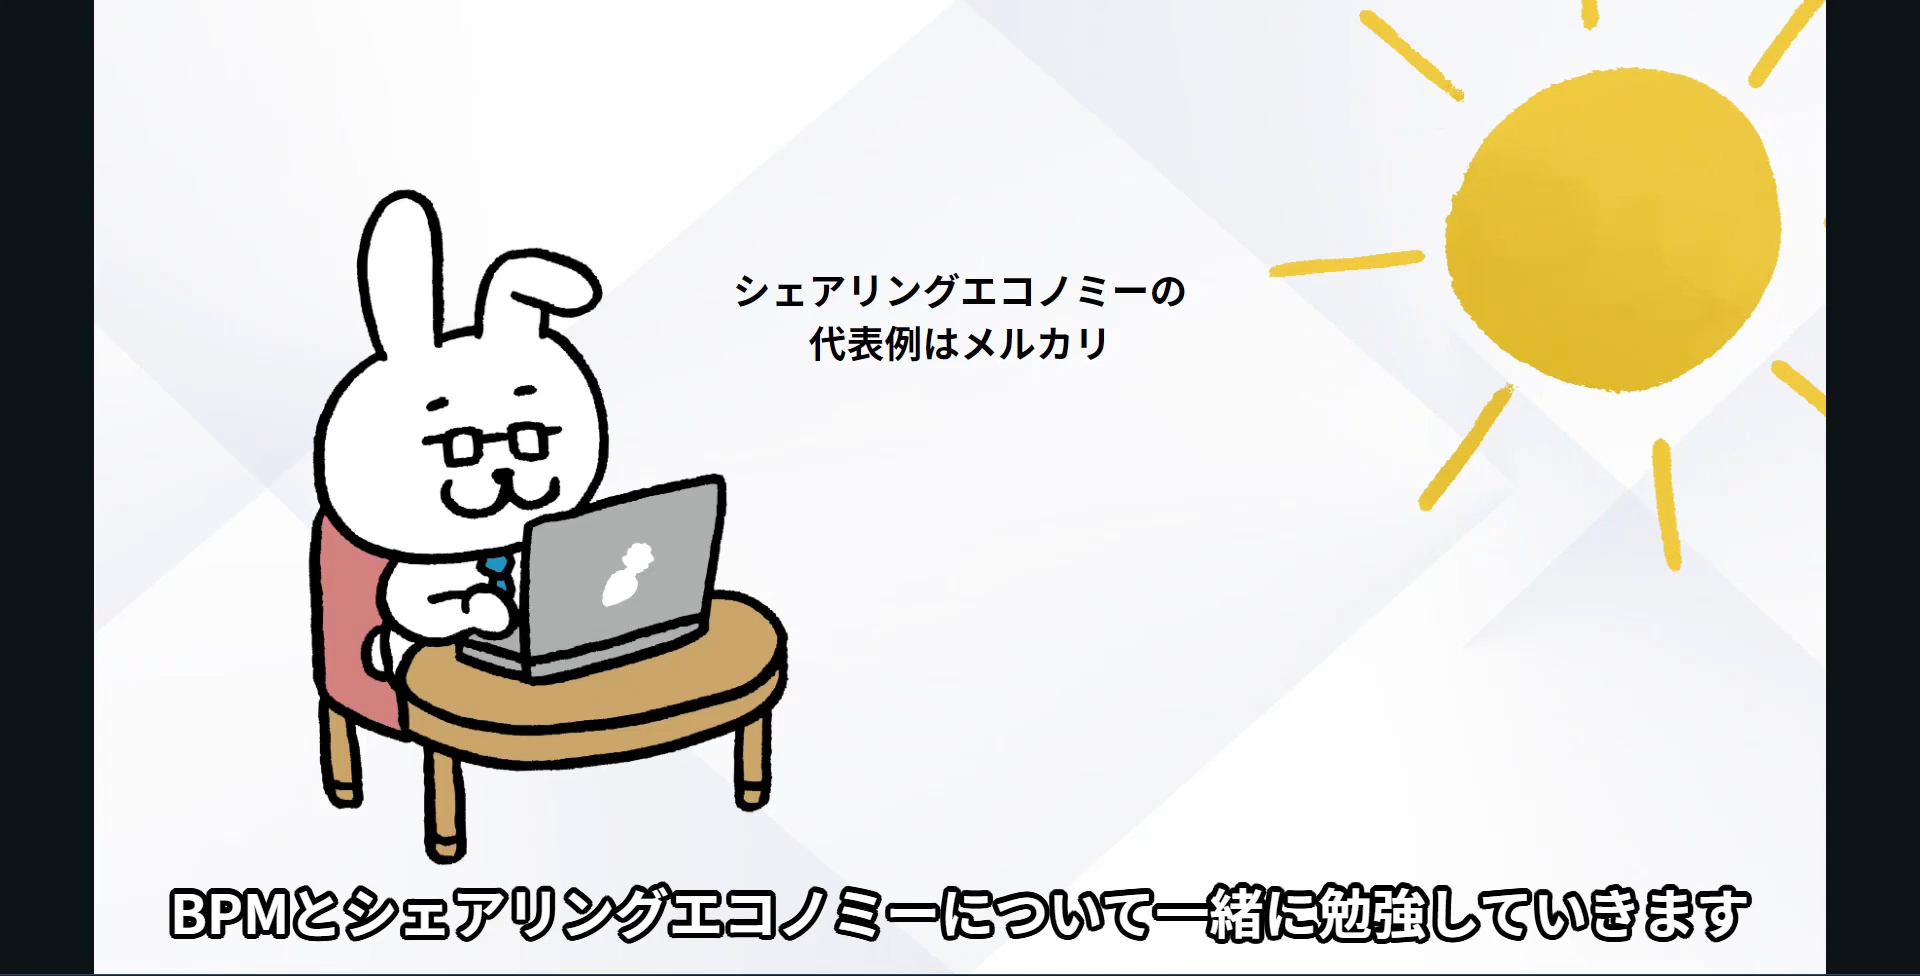 シェアリングエコノミーの
代表例はメルカリ
BPMとシェアリングエコノミーについて一緒に勉強していきます